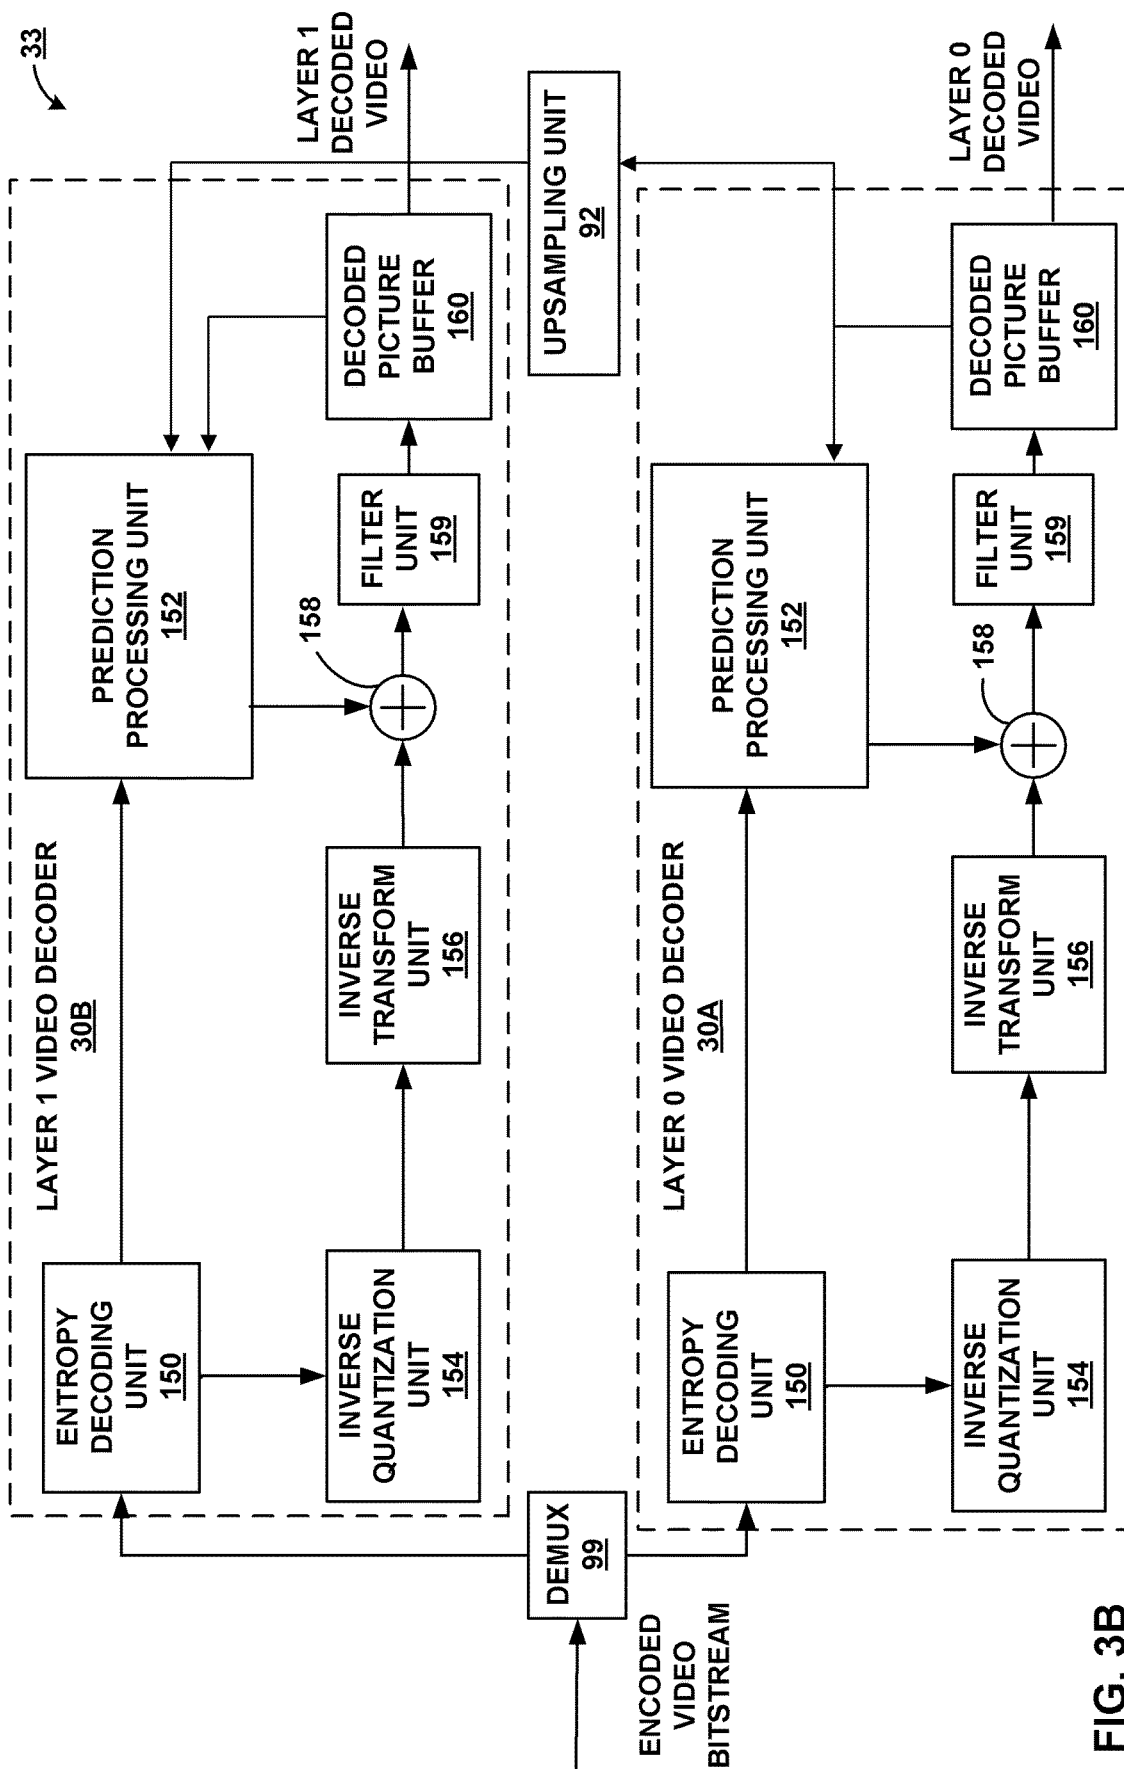 33
LAYER 1 VIDEO DECODER
30B
ENTROPY
DECODING
UNIT
150
PREDICTION
PROCESSING UNIT
152
INVERSE
QUANTIZATION
UNIT
154
INVERSE
TRANSFORM
UNIT
156
158
FILTER
UNIT
159
DECODED
PICTURE
BUFFER
160
LAYER 1
DECODED
VIDEO
DEMUX
99
UPSAMPLING UNIT
92
ENCODED
VIDEO
BITSTREAM
LAYER 0 VIDEO DECODER
30A
ENTROPY
DECODING
UNIT
150
PREDICTION
PROCESSING UNIT
152
INVERSE
QUANTIZATION
UNIT
154
INVERSE
TRANSFORM
UNIT
156
158
FILTER
UNIT
159
DECODED
PICTURE
BUFFER
160
LAYER 0
DECODED
VIDEO
FIG. 3B